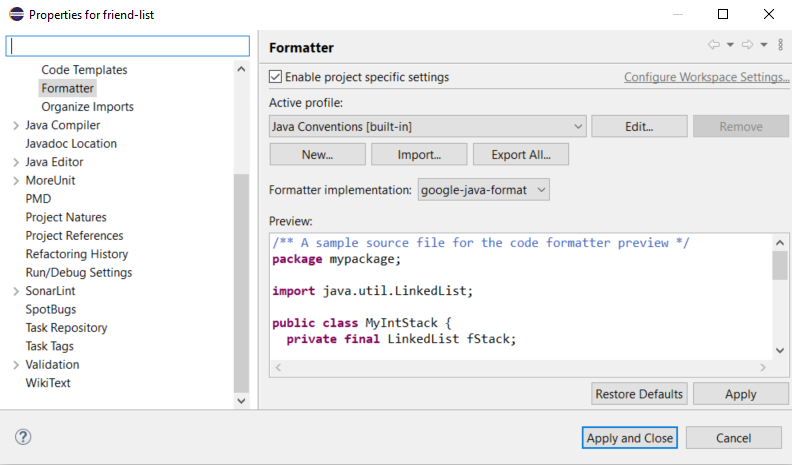 Properties for friend-list
Code Templates
Formatter
Organize Imports
Java Compiler
Javadoc Location
Java Editor
MoreUnit
PMD
Project Natures
Project References
Refactoring History
Run/Debug Settings
SonarLint
SpotBugs
Task Repository
Task Tags
Validation
WikiText
Formatter
Enable project specific settings
Configure Workspace Settings...
Active profile:
Java Conventions [built-in]
Edit...
Remove
New...
Import...
Export All...
Formatter implementation:
google-java-format
Preview:
/** A sample source file for the code formatter preview */
package mypackage;
import java.util.LinkedList;
public class MyIntStack {
private final LinkedList fStack;
Restore Defaults
Apply
Apply and Close
Cancel